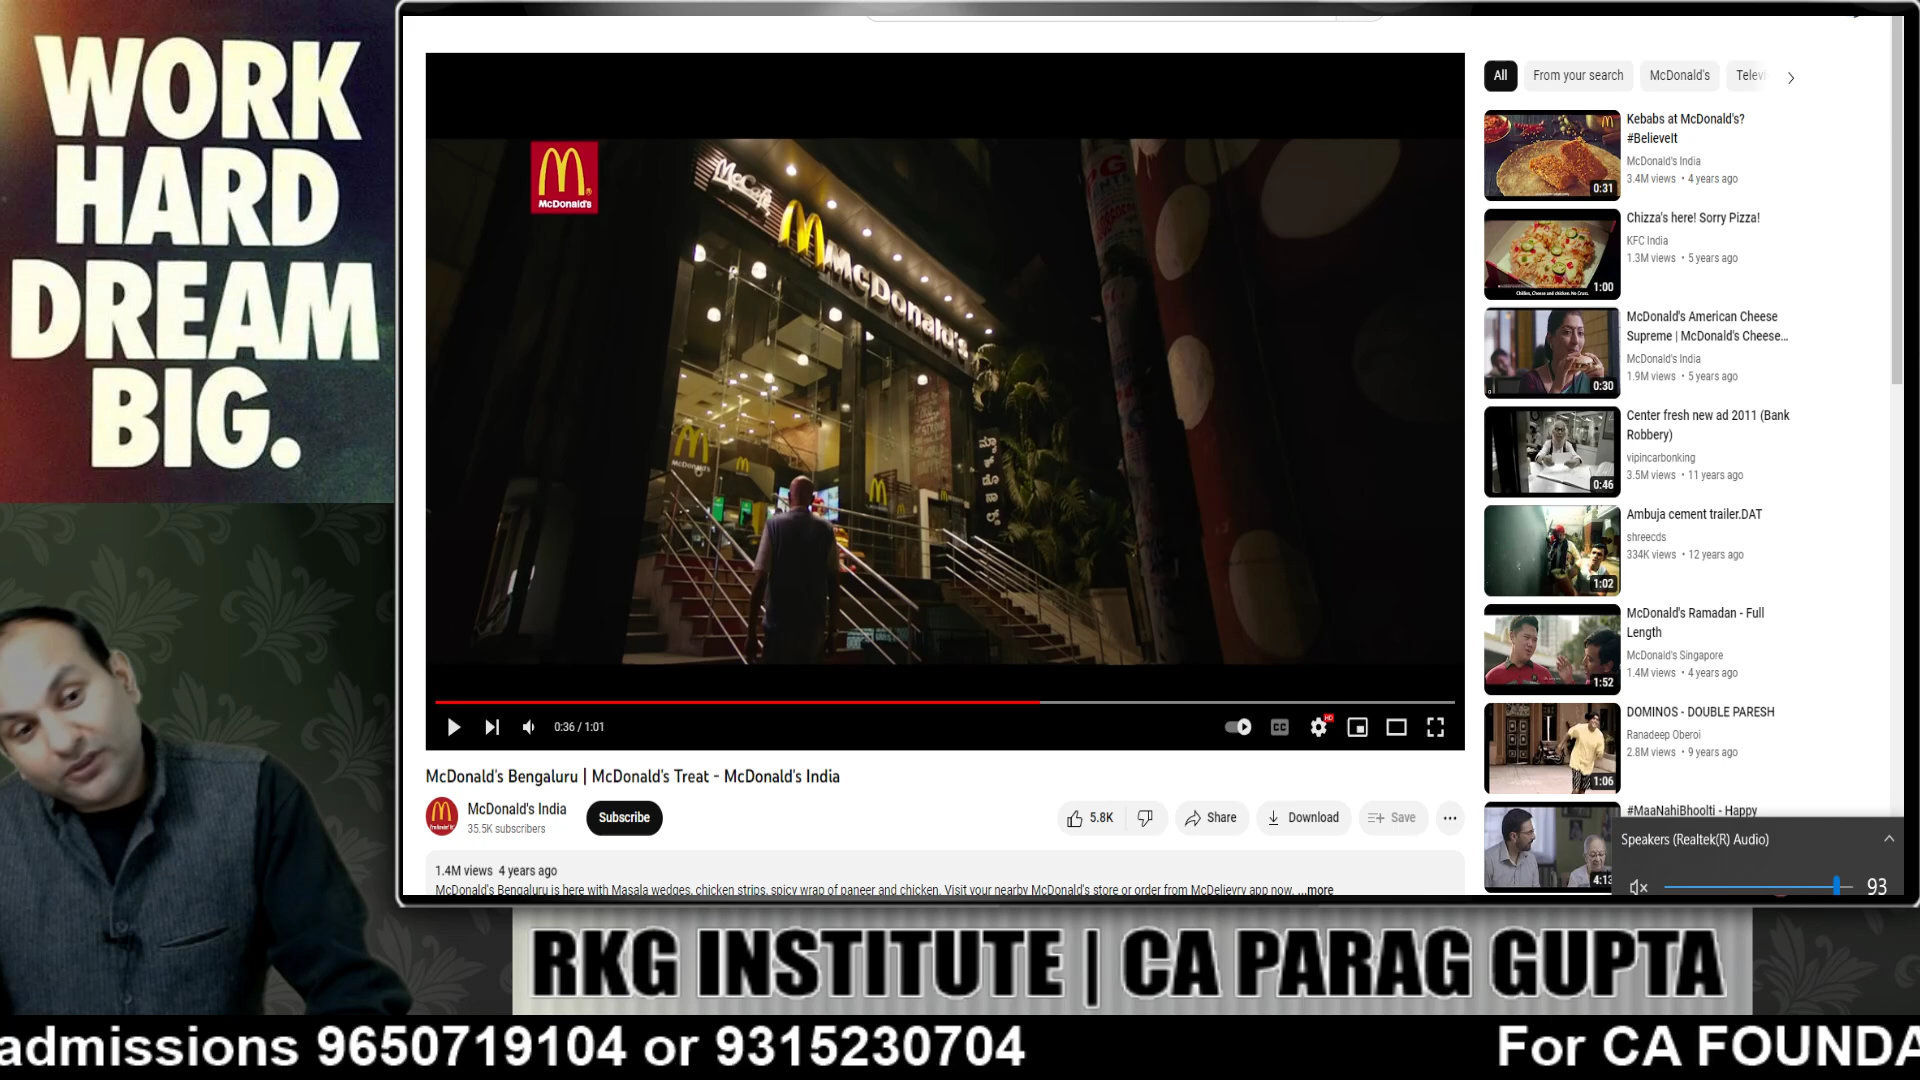 WORK
HARD
DREAM
BIG.
McDonald's
McCafé
McDonald's
McDonald's
ಮ್ಯಾಕ್ ಡೊನಾಲ್ಡ್ಸ್
0:36 / 1:01
CC
HD
McDonald's Bengaluru | McDonald's Treat - McDonald's India
McDonald's India
35.5K subscribers
Subscribe
5.8K
Share
Download
Save
1.4M views 4 years ago
McDonald's Bengaluru is here with Masala wedges, chicken strips, spicy wrap of paneer and chicken. Visit your nearby McDonald's store or order from McDelievry app now. ...more
All
From your search
McDonald's
Televi
Kebabs at McDonald's?
#BelieveIt
McDonald's India
3.4M views • 4 years ago
0:31
Chizza's here! Sorry Pizza!
KFC India
1.3M views • 5 years ago
1:00
McDonald's American Cheese
Supreme | McDonald's Cheese...
McDonald's India
1.9M views • 5 years ago
0:30
Center fresh new ad 2011 (Bank
Robbery)
vipincarbonking
3.5M views • 11 years ago
0:46
Ambuja cement trailer.DAT
shreecds
334K views • 12 years ago
1:02
McDonald's Ramadan - Full
Length
McDonald's Singapore
1.4M views • 4 years ago
1:52
DOMINOS - DOUBLE PARESH
Ranadeep Oberoi
2.8M views • 9 years ago
1:06
#MaaNahiBhoolti - Happy
4:13
Speakers (Realtek(R) Audio)
93
RKG INSTITUTE | CA PARAG GUPTA
admissions 9650719104 or 9315230704
For CA FOUNDA